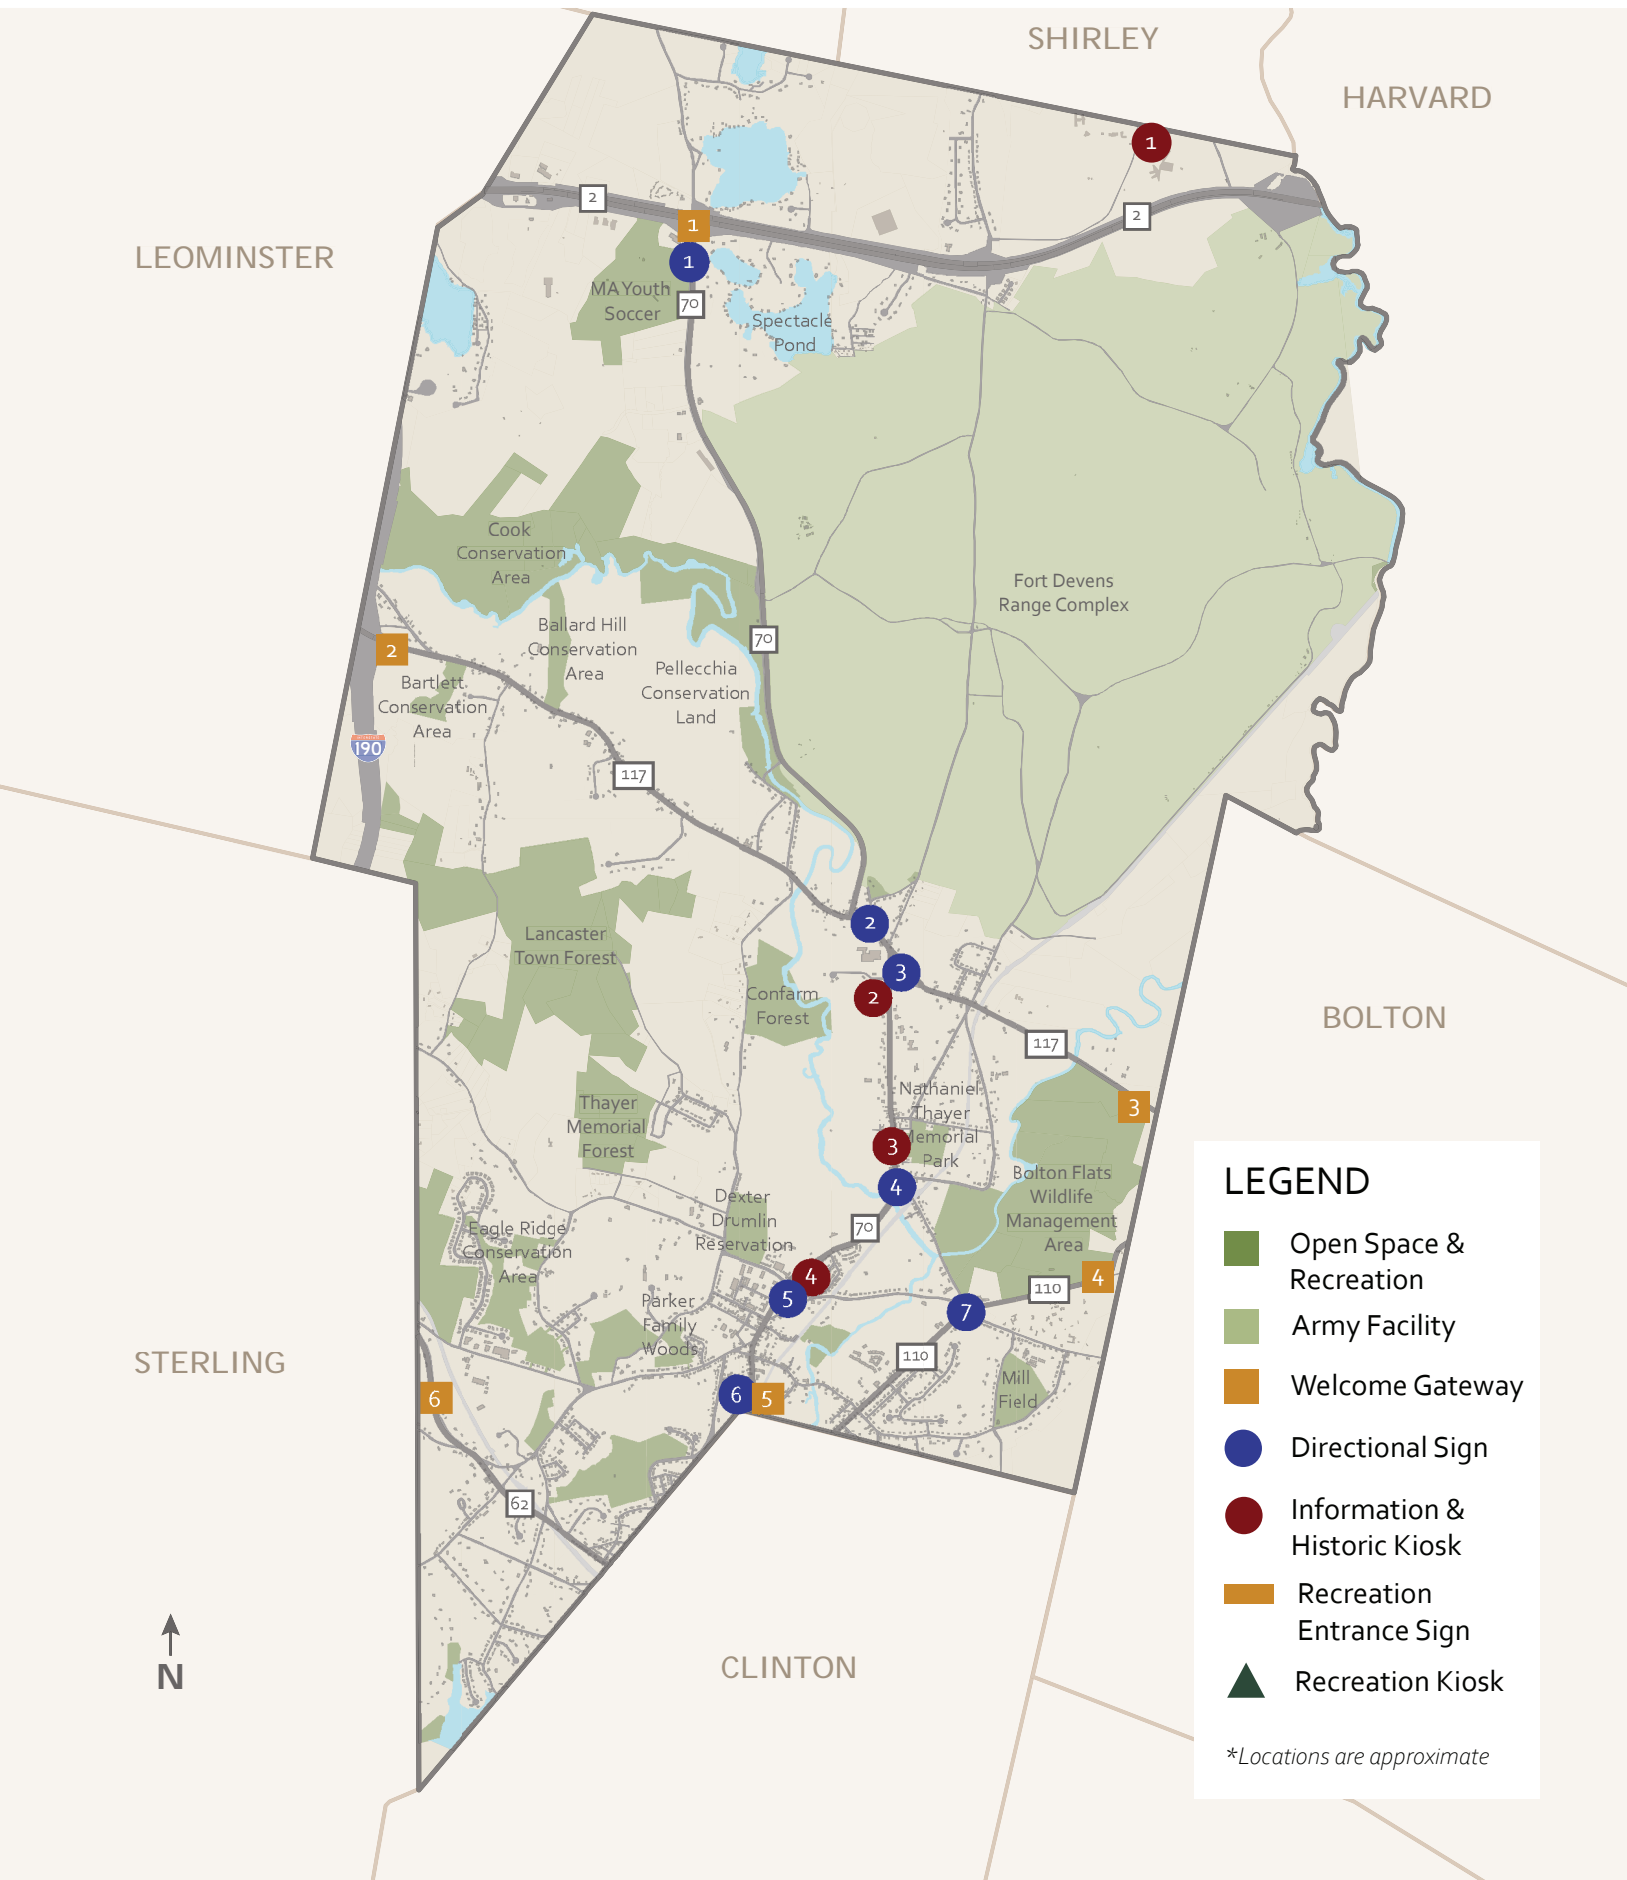 SHIRLEY
HARVARD
1
2
2
1
LEOMINSTER
1
MA Youth
Soccer
70
Spectacle
Pond
Cook
Conservation
Area
Fort Devens
Range Complex
Ballard Hill
Conservation
Area
70
2
Pellecchia
Conservation
Land
Bartlett
Conservation
Area
190
117
2
Lancaster
Town Forest
3
2
Confarm
Forest
BOLTON
117
Nathaniel
Thayer
Memorial
Park
3
Thayer
Memorial
Forest
3
4
Bolton Flats
Wildlife
Management
Area
Dexter
Drumlin
Reservation
70
Eagle Ridge
Conservation
Area
4
4
110
5
7
Parker
Family
Woods
110
STERLING
Mill
Field
6
6
5
62
CLINTON
N
LEGEND
Open Space &
Recreation
Army Facility
Welcome Gateway
Directional Sign
Information &
Historic Kiosk
Recreation
Entrance Sign
Recreation Kiosk
*Locations are approximate